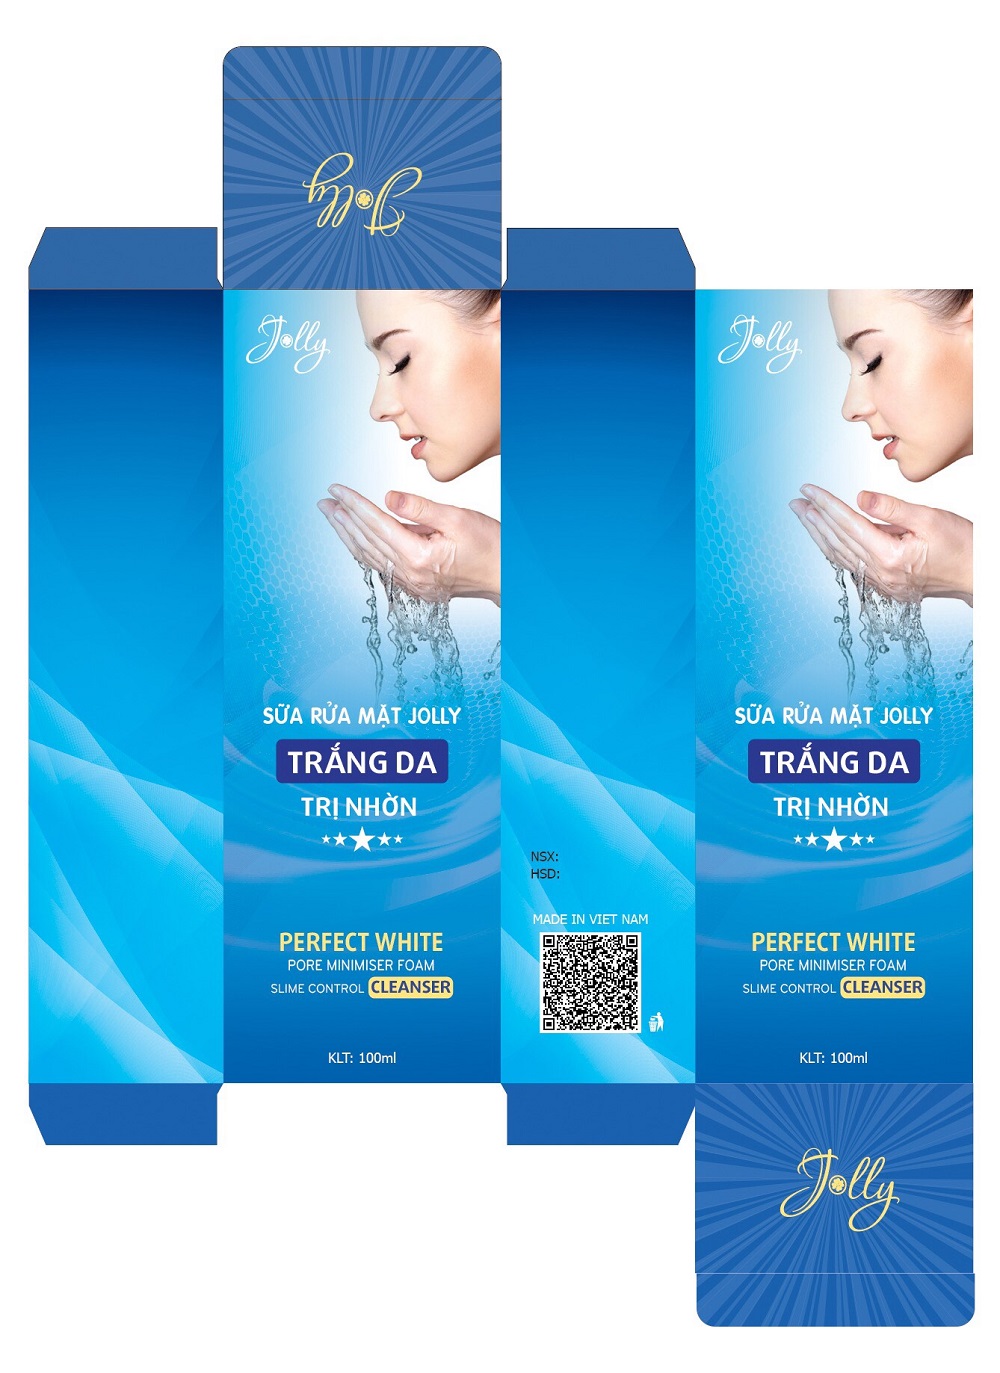 Jolly
Jolly
SỮA RỬA MẶT JOLLY
TRẮNG DA
TRỊ NHỜN
PERFECT WHITE
PORE MINIMISER FOAM
SLIME CONTROL CLEANSER
KLT: 100ml
NSX:
HSD:
MADE IN VIET NAM
Jolly
SỮA RỬA MẶT JOLLY
TRẮNG DA
TRỊ NHỜN
PERFECT WHITE
PORE MINIMISER FOAM
SLIME CONTROL CLEANSER
KLT: 100ml
Jolly